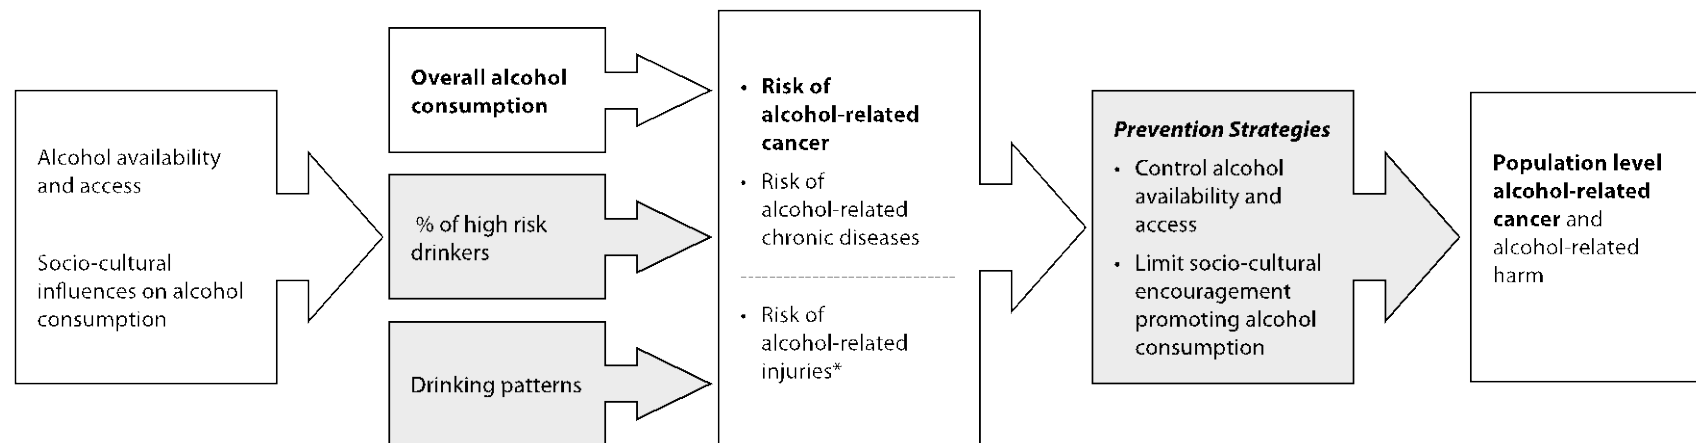 Alcohol availability
and access
Socio-cultural
influences on alcohol
consumption
Overall alcohol
consumption
% of high risk
drinkers
Drinking patterns
• Risk of
alcohol-related
cancer
• Risk of
alcohol-related
chronic diseases
• Risk of
alcohol-related
injuries*
Prevention Strategies
• Control alcohol
availability and
access
• Limit socio-cultural
encouragement
promoting alcohol
consumption
Population level
alcohol-related
cancer and
alcohol-related
harm